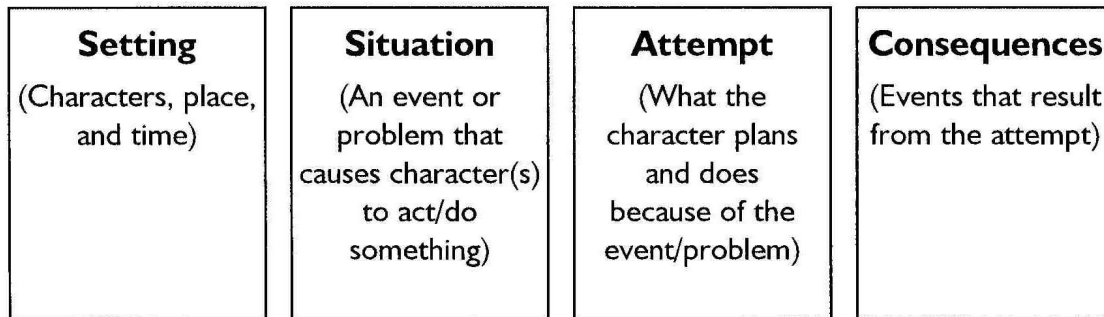 Setting
(Characters, place,
and time)
Situation
(An event or
problem that
causes character(s)
to act/do
something)
Attempt
(What the
character plans
and does
because of the
event/problem)
Consequences
(Events that result
from the attempt)